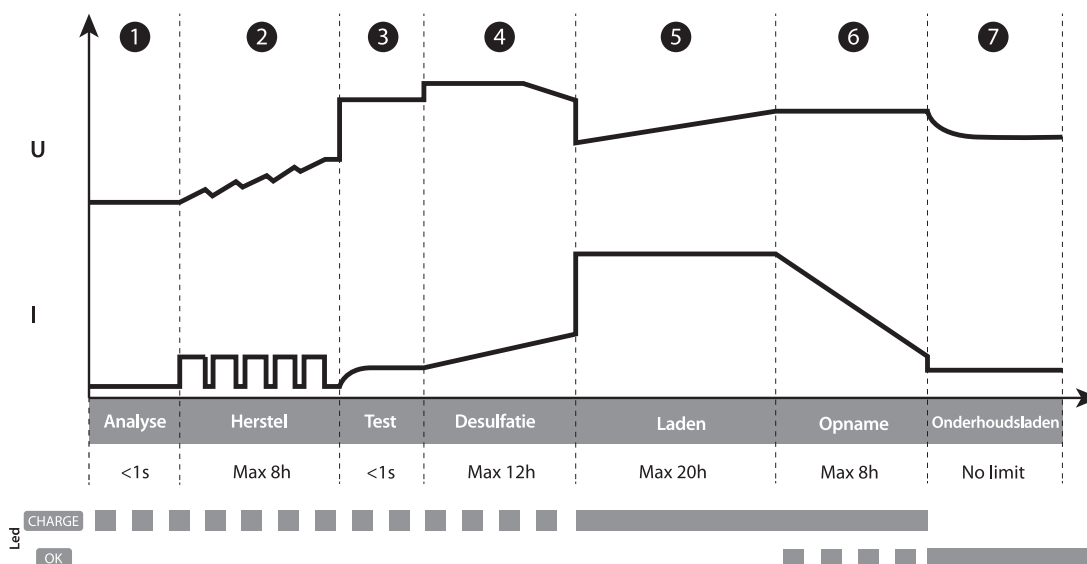 1 2 3 4 5 6 7
U
I
Analyse Herstel Test Desulfatie Laden Opname Onderhoudsladen
<1s Max 8h <1s Max 12h Max 20h Max 8h No limit
Led
CHARGE
OK